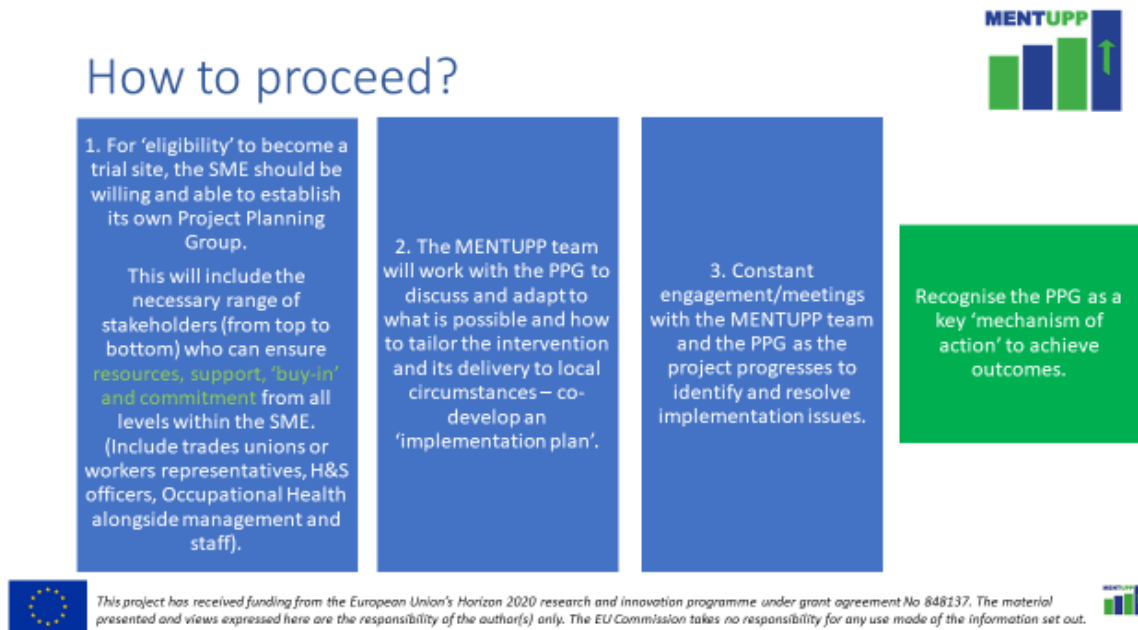 MENTUPP
How to proceed?
1. For ‘eligibility’ to become a
trial site, the SME should be
willing and able to establish
its own Project Planning
Group.
This will include the
necessary range of
stakeholders (from top to
bottom) who can ensure
resources, support, ‘buy-in’
and commitment from all
levels within the SME.
(Include trades unions or
workers representatives, H&S
officers, Occupational Health
alongside management and
staff).
2. The MENTUPP team
will work with the PPG to
discuss and adapt to
what is possible and how
to tailor the intervention
and its delivery to local
circumstances – co-
develop an
‘implementation plan’.
3. Constant
engagement/meetings
with the MENTUPP team
and the PPG as the
project progresses to
identify and resolve
implementation issues.
Recognise the PPG as a
key ‘mechanism of
action’ to achieve
outcomes.
This project has received funding from the European Union’s Horizon 2020 research and innovation programme under grant agreement No 848137. The material
presented and views expressed here are the responsibility of the author(s) only. The EU Commission takes no responsibility for any use made of the information set out.
MENTUPP